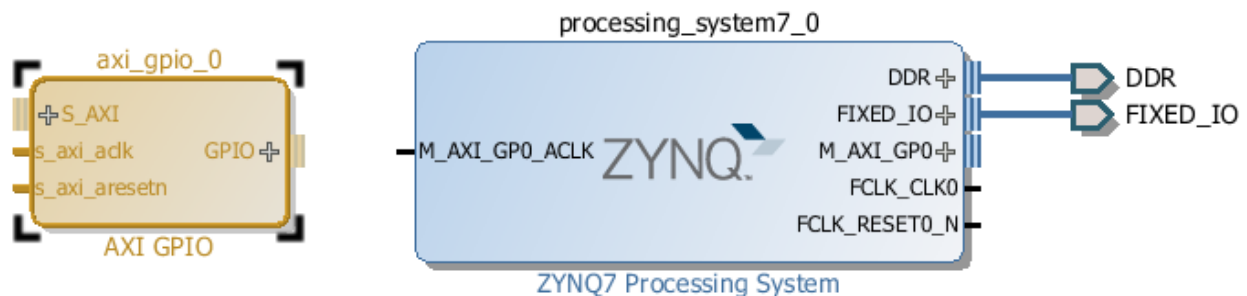 axi_gpio_0
S_AXI
s_axi_aclk
s_axi_aresetn
GPIO
AXI GPIO
processing_system7_0
M_AXI_GP0_ACLK
ZYNQ
DDR
FIXED_IO
M_AXI_GP0
FCLK_CLK0
FCLK_RESET0_N
ZYNQ7 Processing System
DDR
FIXED_IO